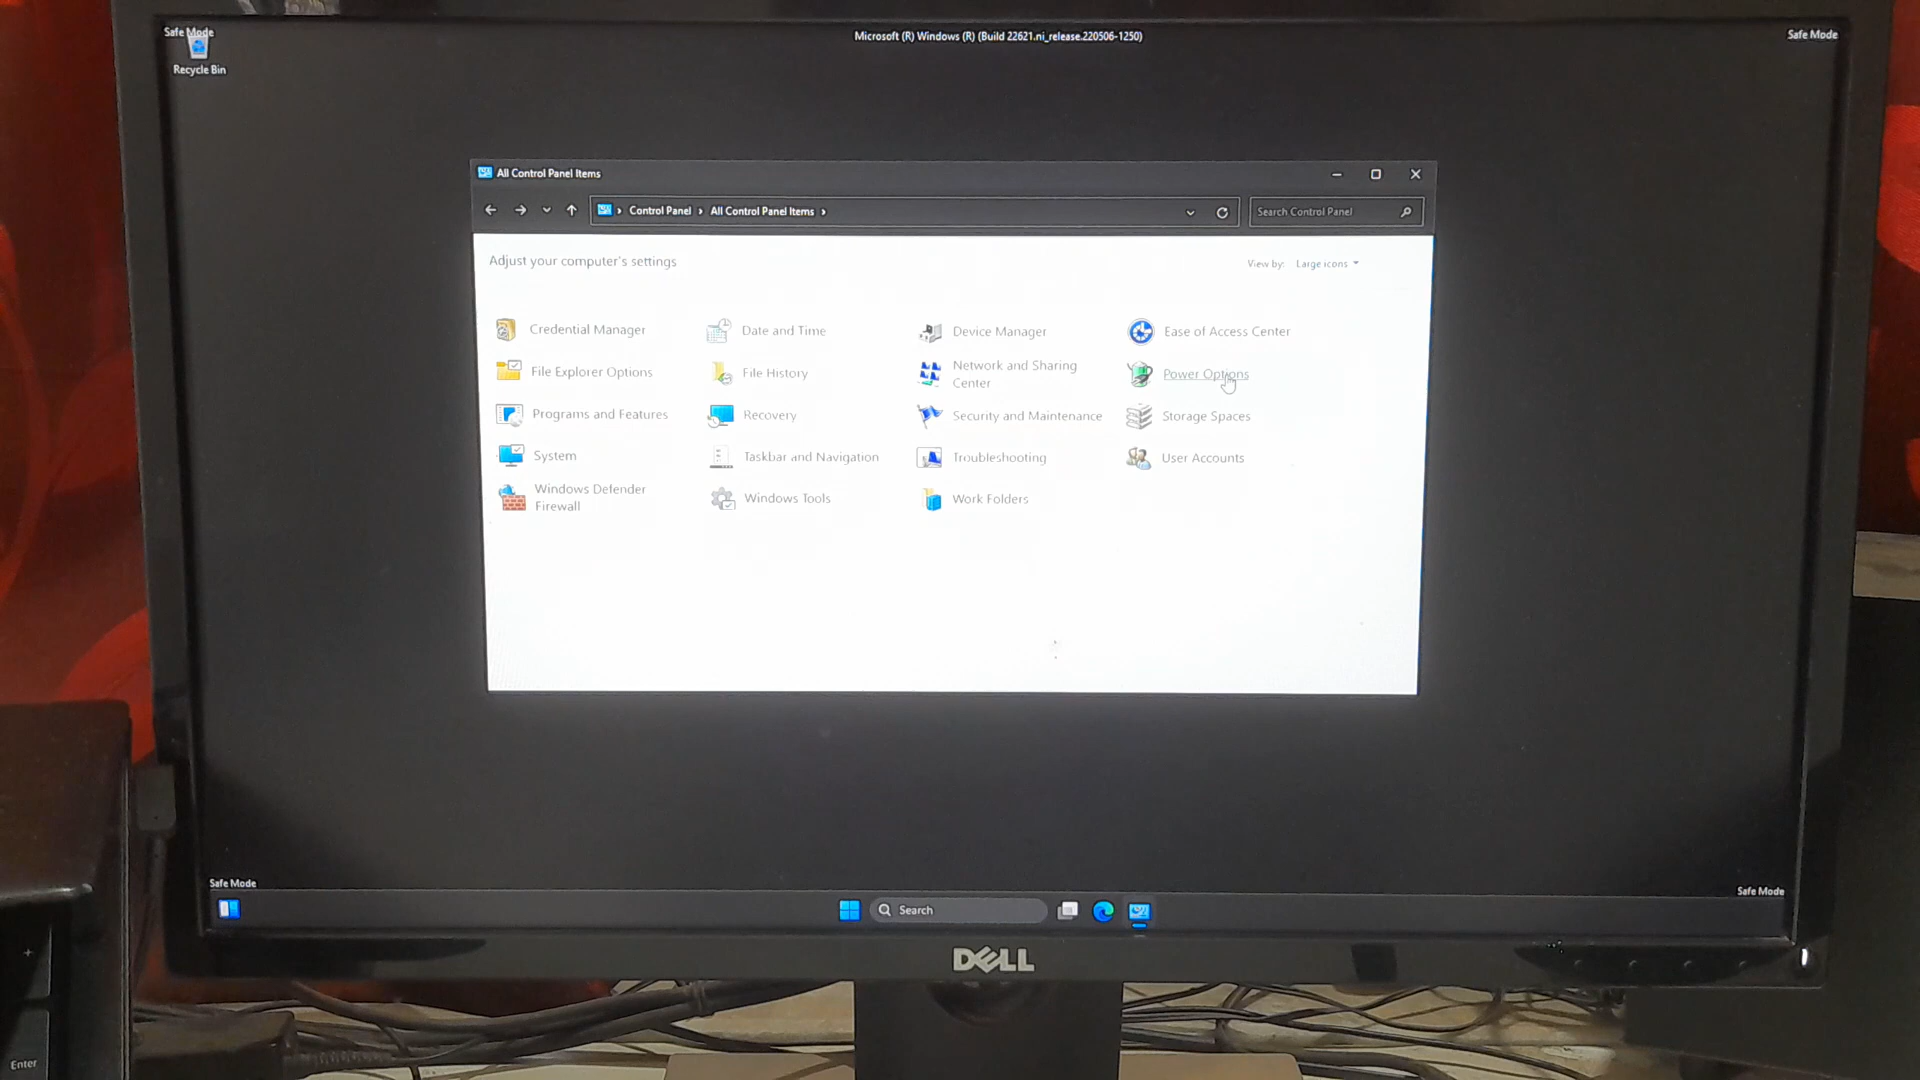 Safe Mode
Microsoft (R) Windows (R) (Build 22621.ni_release.220506-1250)
Safe Mode
Recycle Bin
All Control Panel Items
Control Panel > All Control Panel Items >
Search Control Panel
Adjust your computer's settings
View by: Large icons
Credential Manager
Date and Time
Device Manager
Ease of Access Center
File Explorer Options
File History
Network and Sharing
Center
Power Options
Programs and Features
Recovery
Security and Maintenance
Storage Spaces
System
Taskbar and Navigation
Troubleshooting
User Accounts
Windows Defender
Firewall
Windows Tools
Work Folders
Safe Mode
Safe Mode
Search
DELL
+
Enter